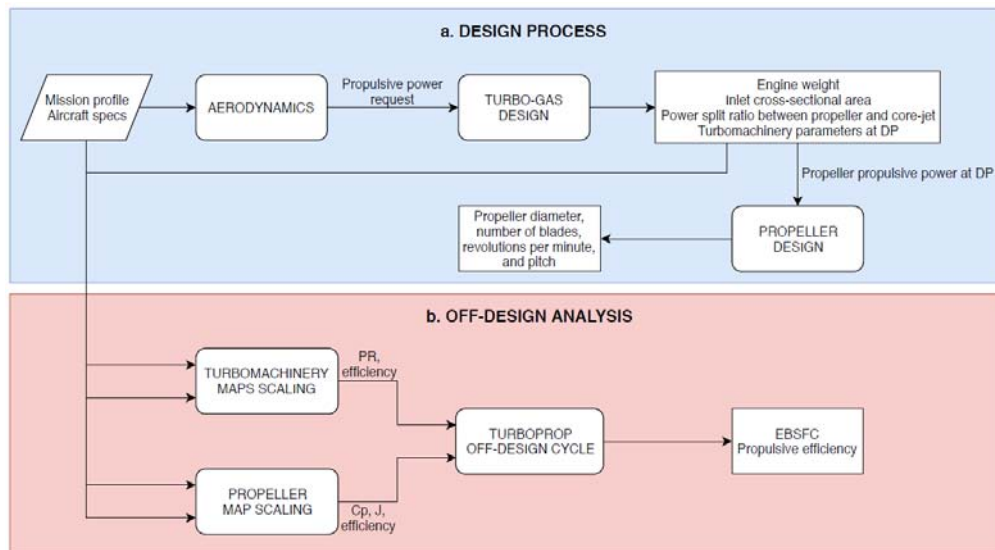 a. DESIGN PROCESS
Mission profile
Aircraft specs
AERODYNAMICS
Propulsive power
request
TURBO-GAS
DESIGN
Engine weight
Inlet cross-sectional area
Power split ratio between propeller and core-jet
Turbomachinery parameters at DP
Propeller propulsive power at DP
PROPELLER
DESIGN
Propeller diameter,
number of blades,
revolutions per minute,
and pitch
b. OFF-DESIGN ANALYSIS
TURBOMACHINERY
MAPS SCALING
PR,
efficiency
PROPELLER
MAP SCALING
Cp, J,
efficiency
TURBOPROP
OFF-DESIGN CYCLE
EBSFC
Propulsive efficiency